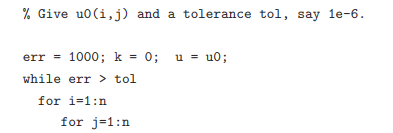 % Give u0(i,j) and a tolerance tol, say 1e-6.
err = 1000; k = 0; u = u0;
while err > tol
for i=1:n
for j=1:n